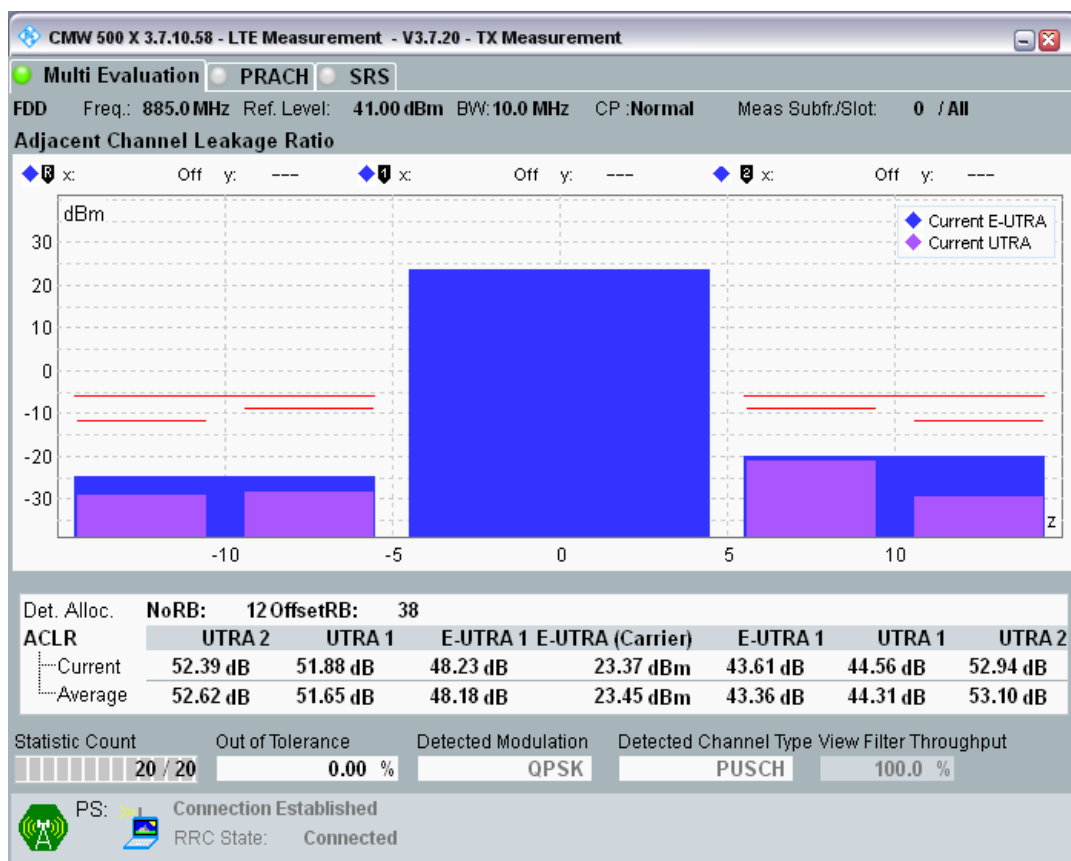 CMW 500 X 3.7.10.58 - LTE Measurement - V3.7.20 - TX Measurement
Multi Evaluation PRACH SRS
FDD Freq.: 885.0 MHz Ref. Level: 41.00 dBm BW: 10.0 MHz CP :Normal Meas Subfr./Slot: 0 / All
Adjacent Channel Leakage Ratio
R x: Off y: --- 1 x: Off y: --- 2 x: Off y: ---
dBm
Current E-UTRA
Current UTRA
30
20
10
0
-10
-20
-30
z
-10 -5 0 5 10
Det. Alloc. NoRB: 12 OffsetRB: 38
ACLR UTRA 2 UTRA 1 E-UTRA 1 E-UTRA (Carrier) E-UTRA 1 UTRA 1 UTRA 2
Current 52.39 dB 51.88 dB 48.23 dB 23.37 dBm 43.61 dB 44.56 dB 52.94 dB
Average 52.62 dB 51.65 dB 48.18 dB 23.45 dBm 43.36 dB 44.31 dB 53.10 dB
Statistic Count Out of Tolerance Detected Modulation Detected Channel Type View Filter Throughput
20 / 20 0.00 % QPSK PUSCH 100.0 %
PS: Connection Established
RRC State: Connected